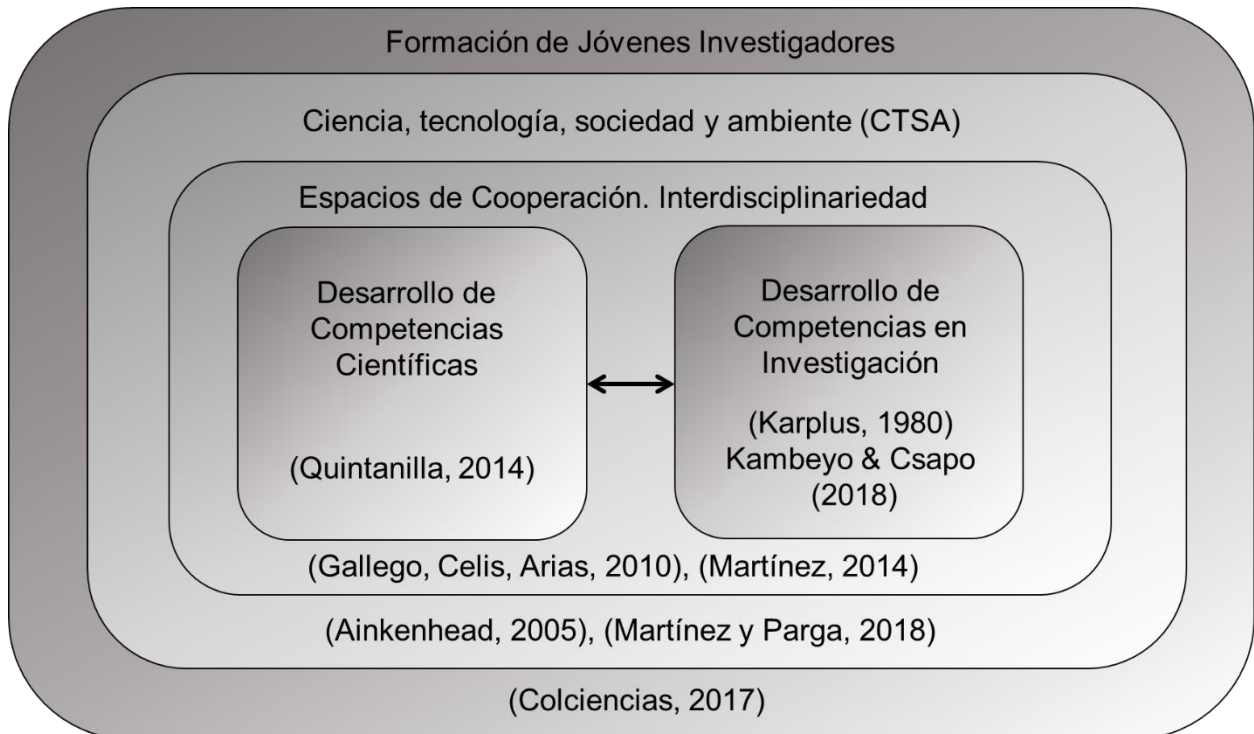 Formación de Jóvenes Investigadores
Ciencia, tecnología, sociedad y ambiente (CTSA)
Espacios de Cooperación. Interdisciplinariedad
Desarrollo de
Competencias
Científicas
(Quintanilla, 2014)
Desarrollo de
Competencias en
Investigación
(Karplus, 1980)
Kambeyo & Csapo
(2018)
(Gallego, Celis, Arias, 2010), (Martínez, 2014)
(Ainkenhead, 2005), (Martínez y Parga, 2018)
(Colciencias, 2017)